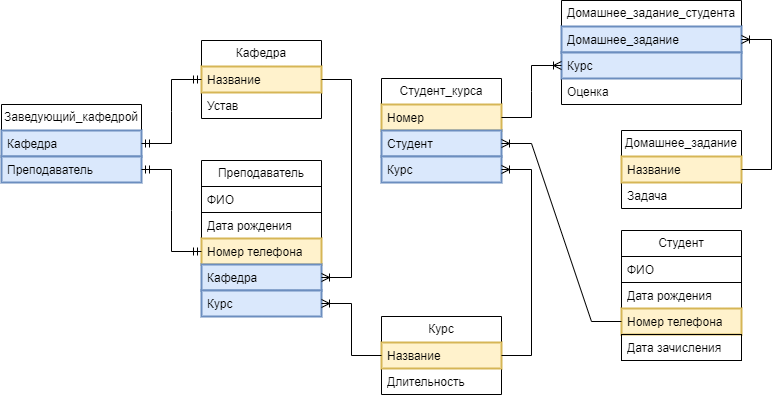 Кафедра
Название
Устав
Заведующий_кафедрой
Кафедра
Преподаватель
Преподаватель
ФИО
Дата рождения
Номер телефона
Кафедра
Курс
Студент_курса
Номер
Студент
Курс
Курс
Название
Длительность
Домашнее_задание_студента
Домашнее_задание
Курс
Оценка
Домашнее_задание
Название
Задача
Студент
ФИО
Дата рождения
Номер телефона
Дата зачисления